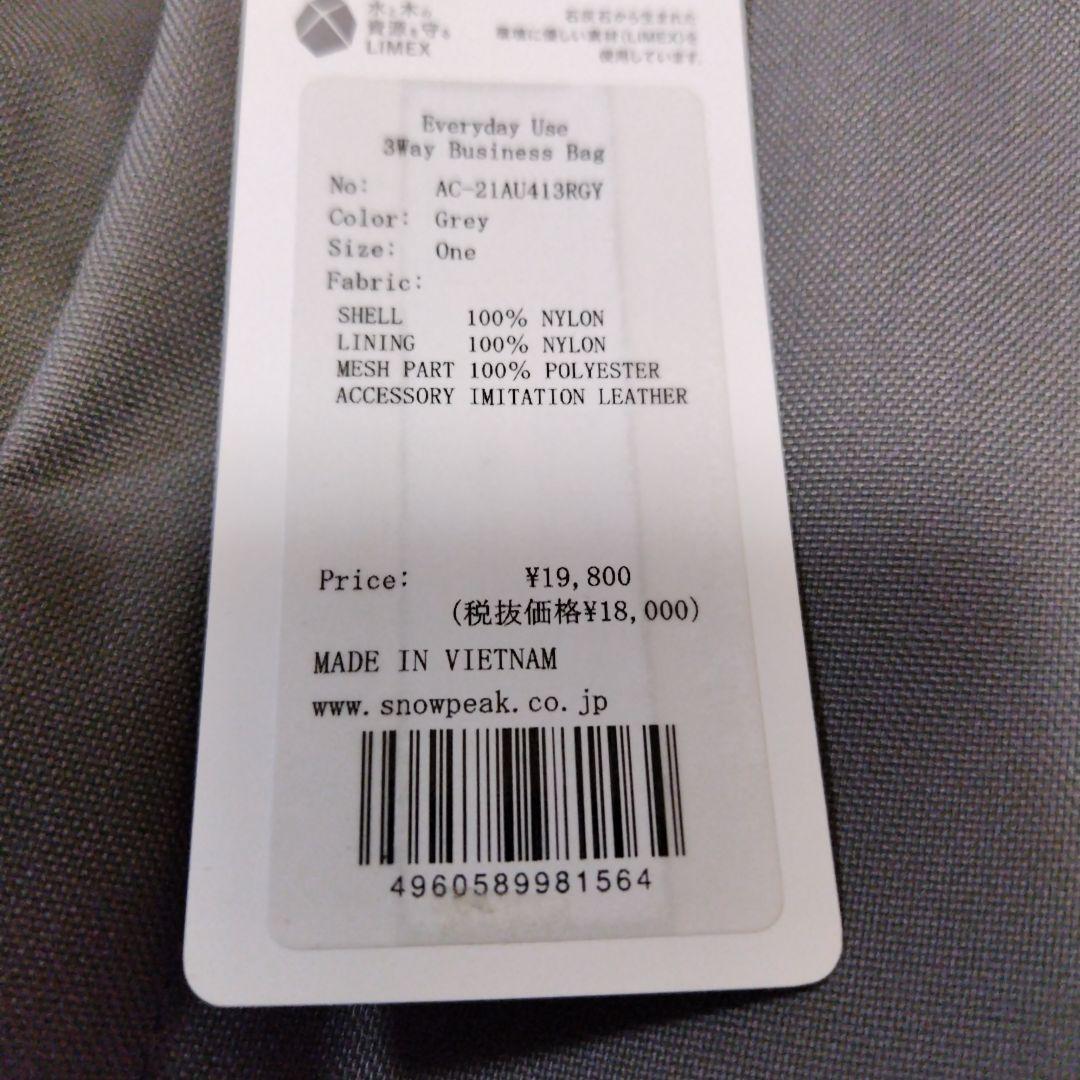 水と木の
資源を守る
LIMEX
石灰石から生まれた
環境に優しい素材(LIMEX)を
使用しています。
Everyday Use
3Way Business Bag
No: AC-21AU413RGY
Color: Grey
Size: One
Fabric:
SHELL 100% NYLON
LINING 100% NYLON
MESH PART 100% POLYESTER
ACCESSORY IMITATION LEATHER
Price: ¥19,800
(税抜価格¥18,000)
MADE IN VIETNAM
www.snowpeak.co.jp
4960589981564